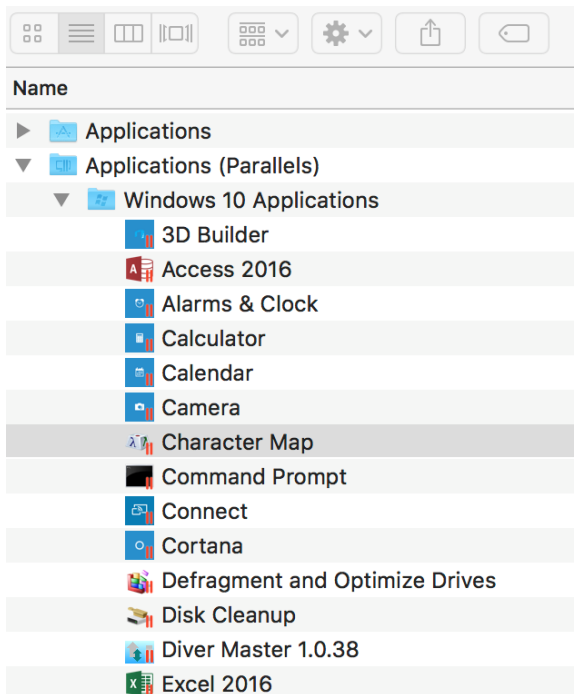 Name
Applications
Applications (Parallels)
Windows 10 Applications
3D Builder
Access 2016
Alarms & Clock
Calculator
Calendar
Camera
Character Map
Command Prompt
Connect
Cortana
Defragment and Optimize Drives
Disk Cleanup
Diver Master 1.0.38
Excel 2016